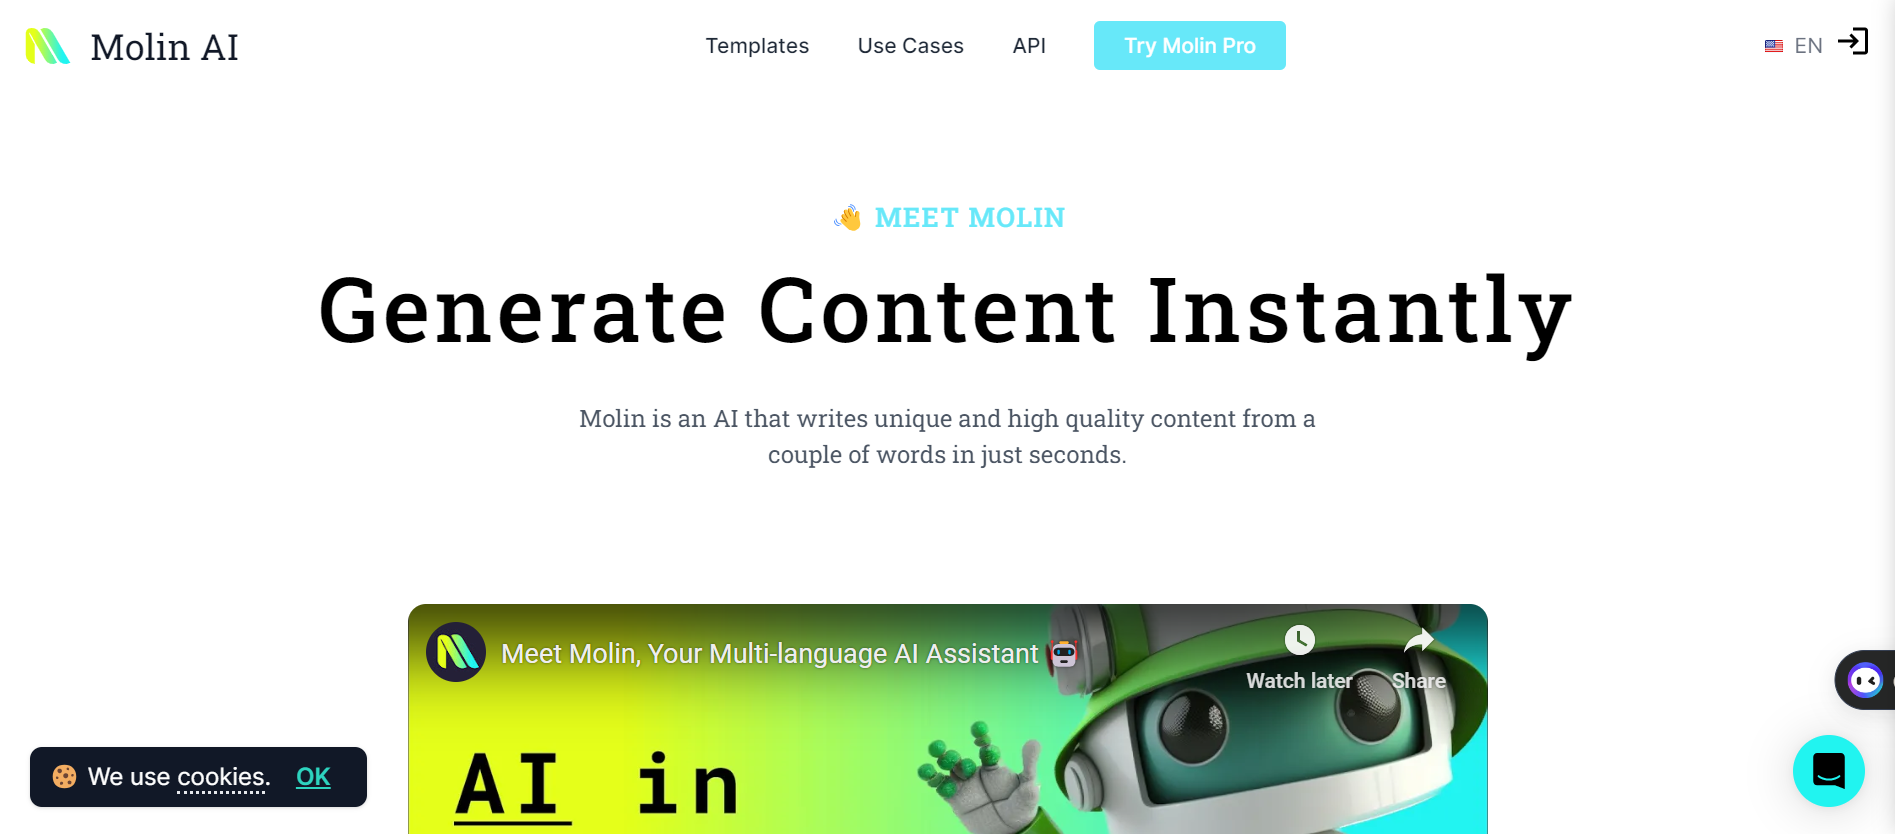 Molin AI
Templates
Use Cases
API
Try Molin Pro
EN
MEET MOLIN
Generate Content Instantly
Molin is an AI that writes unique and high quality content from a
couple of words in just seconds.
Meet Molin, Your Multi-language AI Assistant
Watch later
Share
AI in
We use cookies.
OK